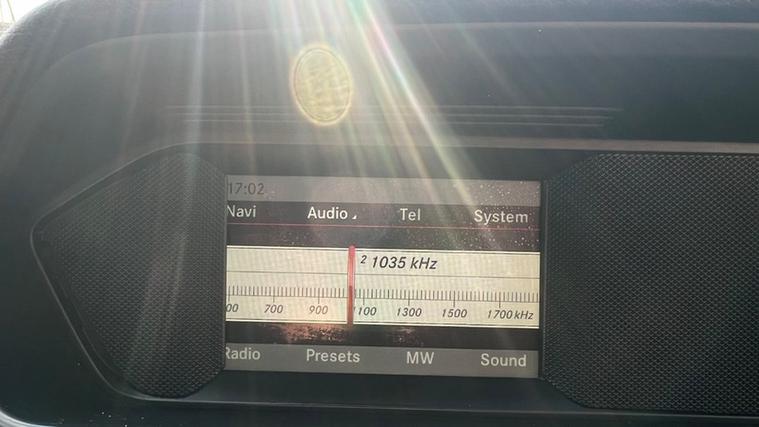 17:02
Navi Audio Tel System
2 1035 kHz
00 700 900 100 1300 1500 1700 kHz
Radio Presets MW Sound